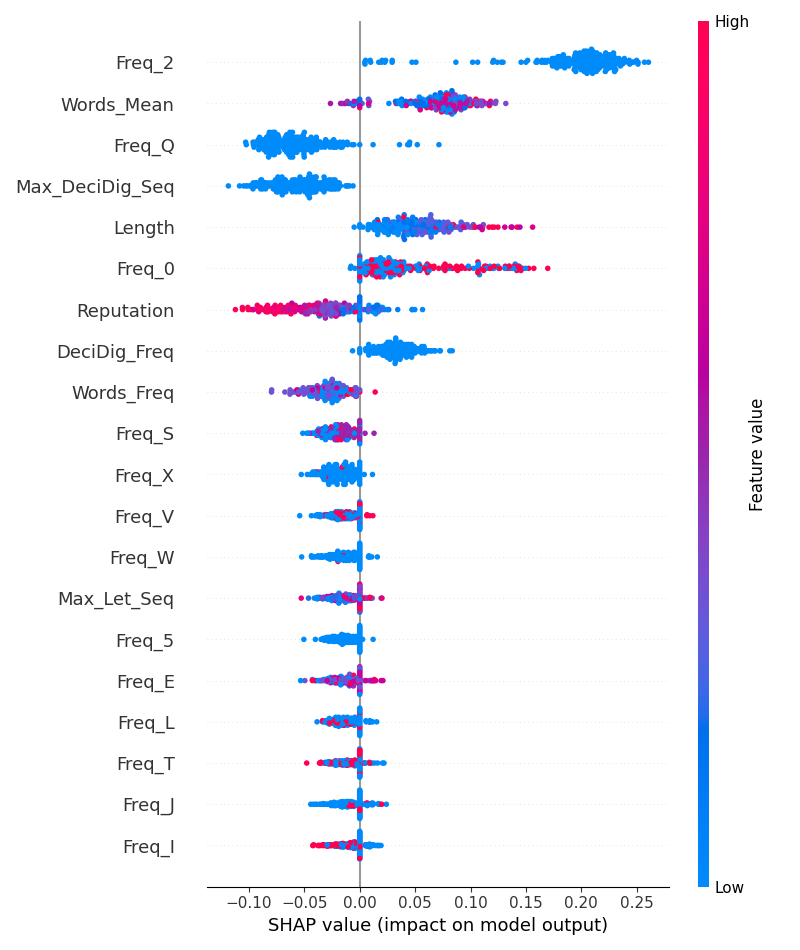 High
Freq_2
Words_Mean
Freq_Q
Max_DeciDig_Seq
Length
Freq_0
Reputation
DeciDig_Freq
Words_Freq
Freq_S
Freq_X
Freq_V
Freq_W
Max_Let_Seq
Freq_5
Freq_E
Freq_L
Freq_T
Freq_J
Freq_I
Feature value
Low
−0.10 −0.05 0.00 0.05 0.10 0.15 0.20 0.25
SHAP value (impact on model output)